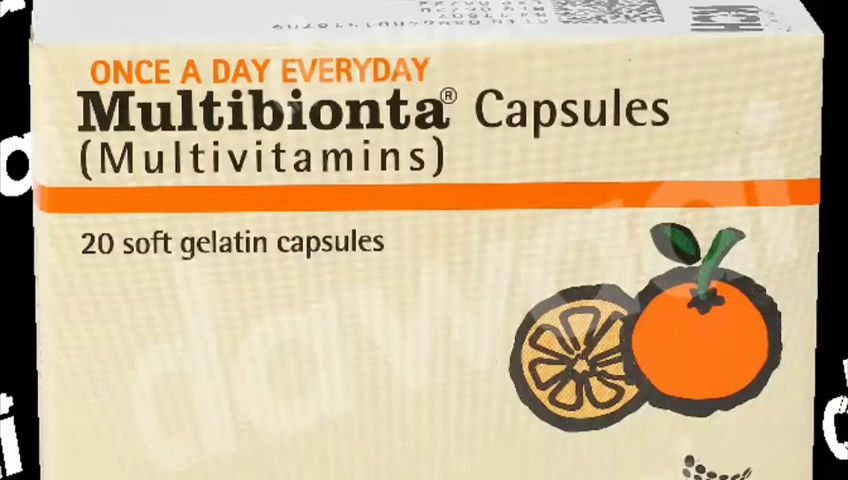 ONCE A DAY EVERYDAY
Multibionta® Capsules
(Multivitamins)
20 soft gelatin capsules